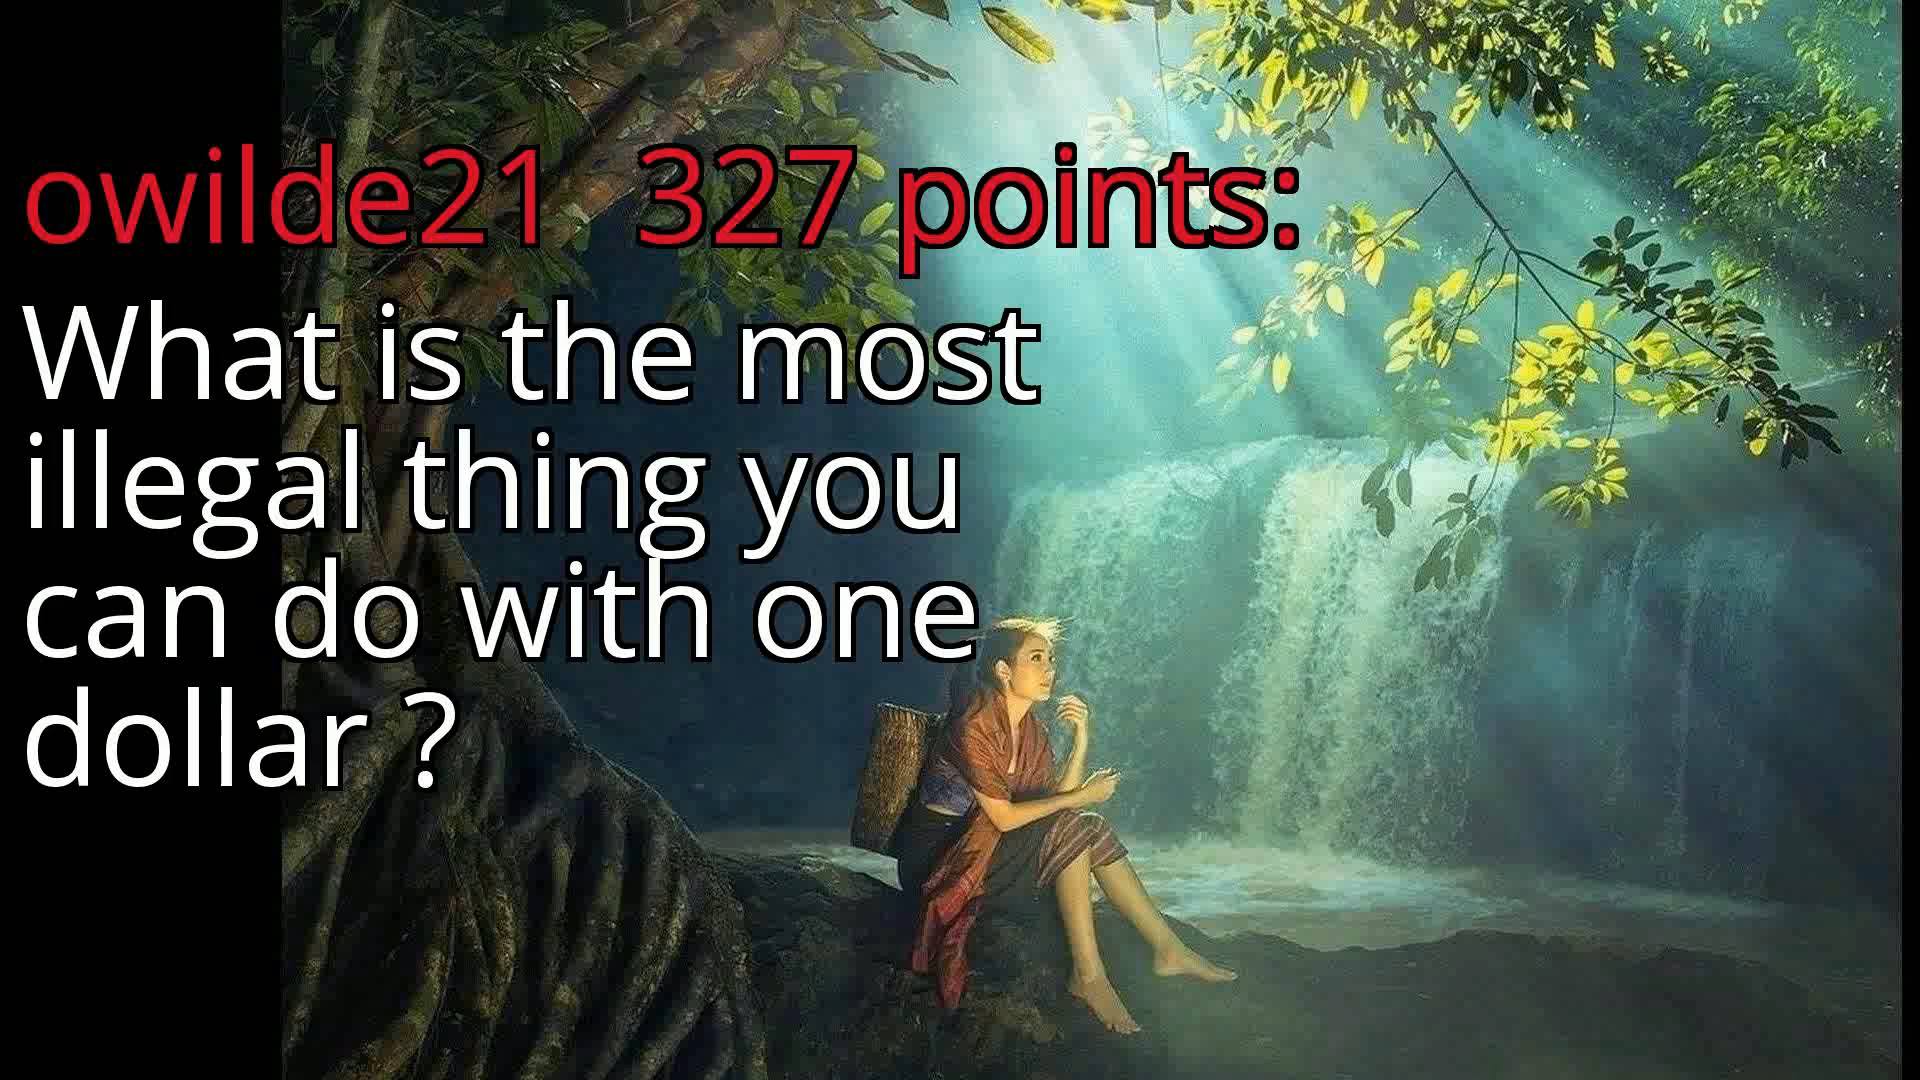 owilde21  327 points:
What is the most
illegal thing you
can do with one
dollar ?